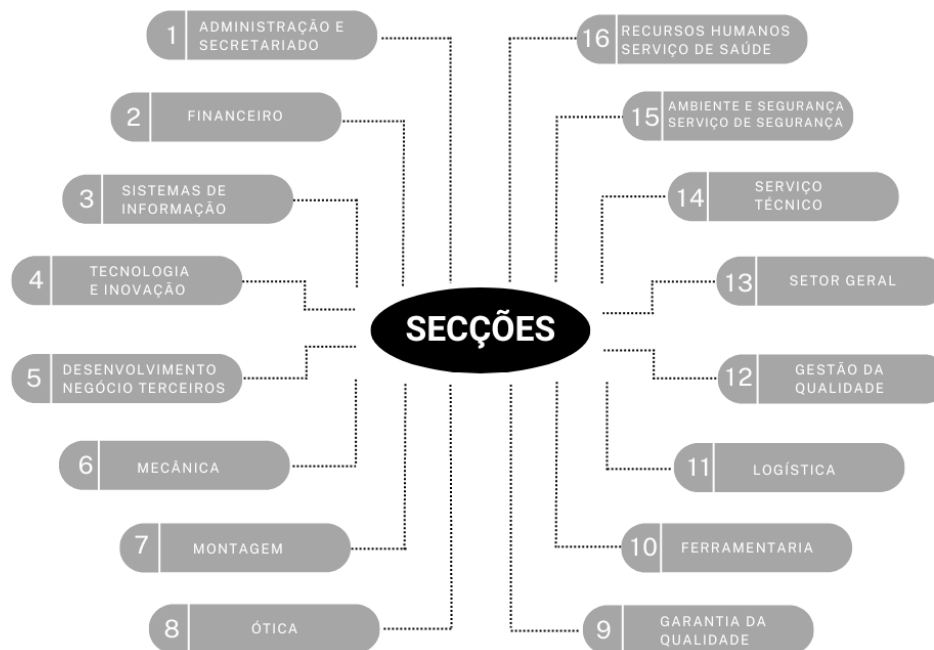 1
ADMINISTRAÇÃO E
SECRETARIADO
2
FINANCEIRO
3
SISTEMAS DE
INFORMAÇÃO
4
TECNOLOGIA
E INOVAÇÃO
5
DESENVOLVIMENTO
NEGÓCIO TERCEIROS
6
MECÂNICA
7
MONTAGEM
8
ÓTICA
SECÇÕES
16
RECURSOS HUMANOS
SERVIÇO DE SAÚDE
15
AMBIENTE E SEGURANÇA
SERVIÇO DE SEGURANÇA
14
SERVIÇO
TÉCNICO
13
SETOR GERAL
12
GESTÃO DA
QUALIDADE
11
LOGÍSTICA
10
FERRAMENTARIA
9
GARANTIA DA
QUALIDADE